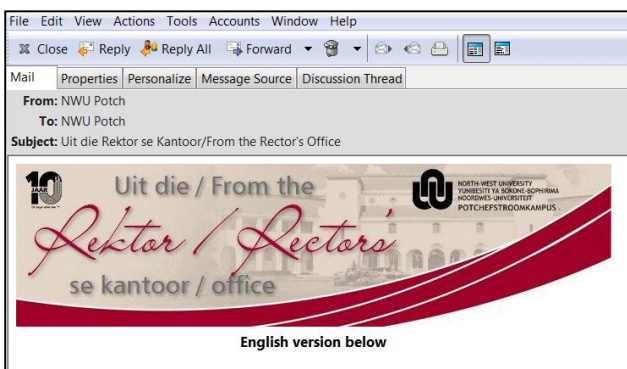 File Edit View Actions Tools Accounts Window Help
Close Reply Reply All Forward
Mail Properties Personalize Message Source Discussion Thread
From: NWU Potch
To: NWU Potch
Subject: Uit die Rektor se Kantoor/From the Rector's Office
10
JAAR
Uit die / From the
Rektor / Rectors'
se kantoor / office
NORTH-WEST UNIVERSITY
YUNIBESITI YA BOKONE-BOPHIRIMA
NOORDWES-UNIVERSITEIT
POTCHEFSTROOMKAMPUS
English version below